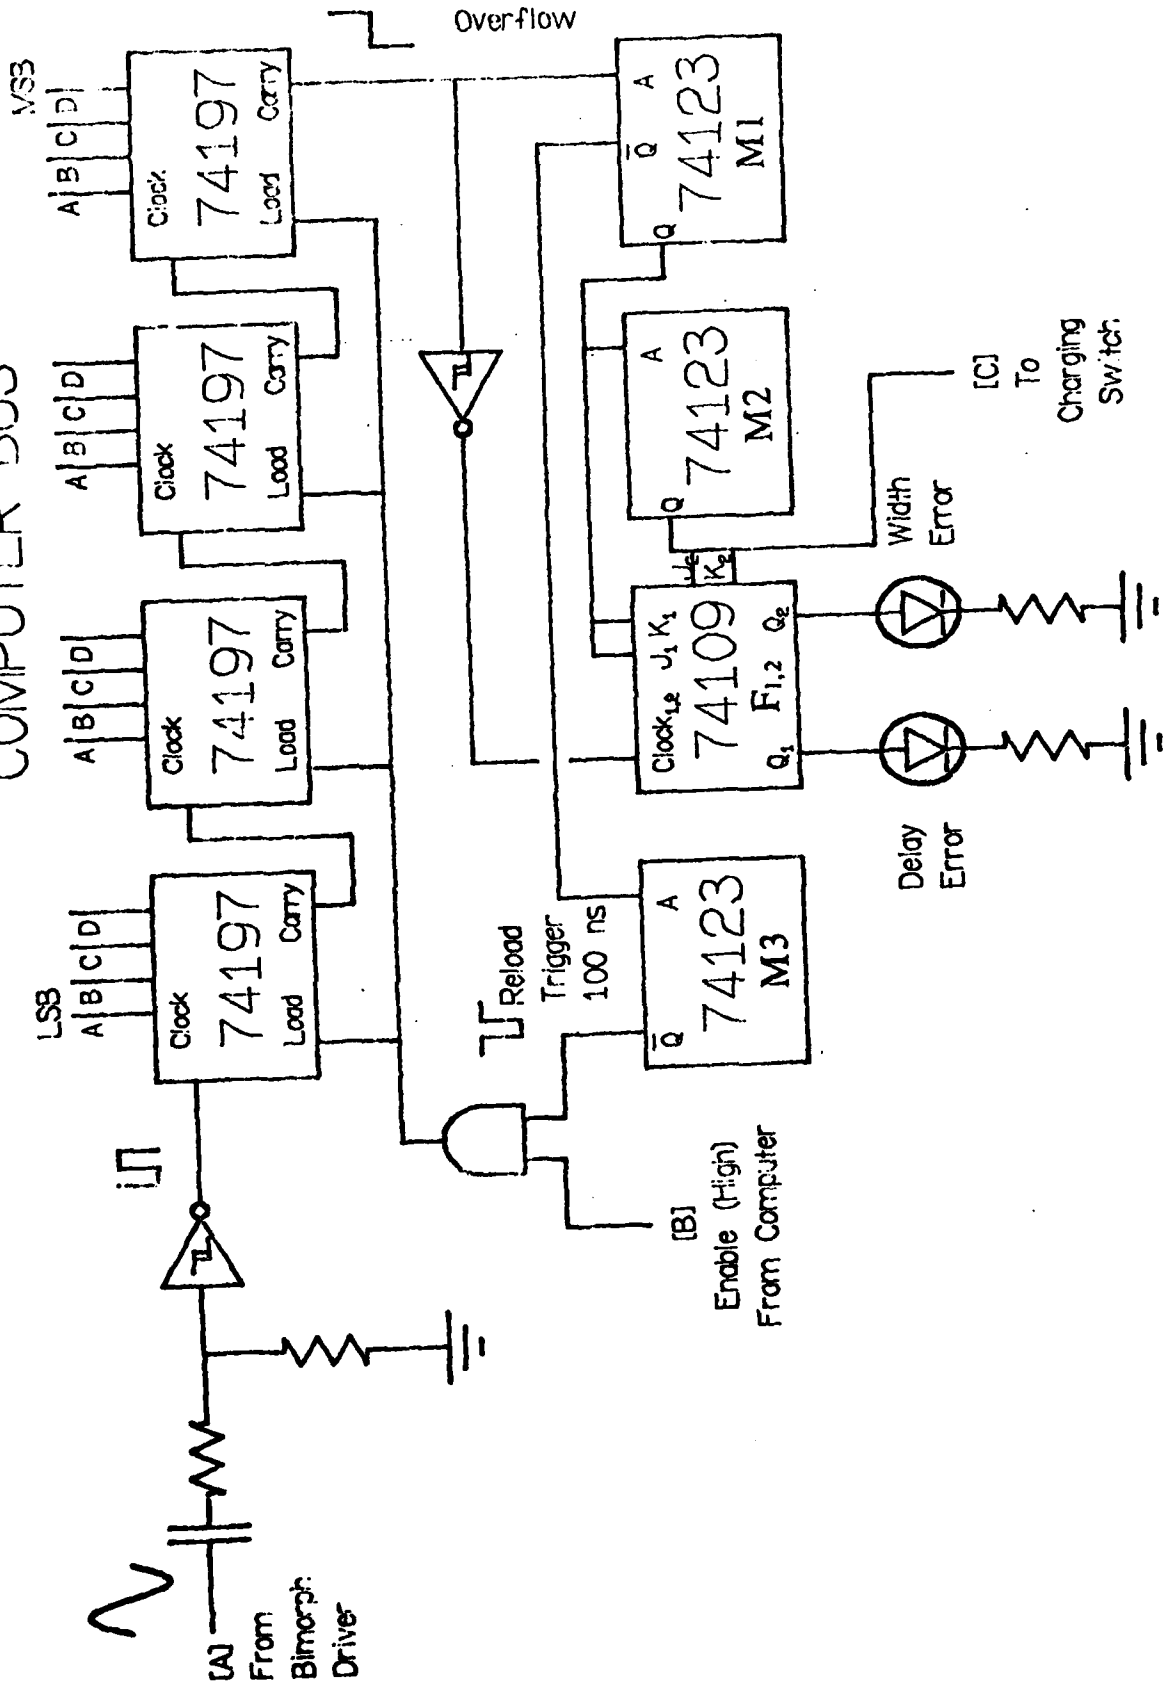 COMPUTER BUS
LSB
MSB
A B C D
A B C D
A B C D
A B C D
Clock
74197
Load Carry
Clock
74197
Load Carry
Clock
74197
Load Carry
Clock
74197
Load Carry
[A]
From
Bimorph
Driver
Overflow
Reload
Trigger
100 ns
[B]
Enable (High)
From Computer
Q̅ A
74123
M3
Clock1,2 J1 K1
J2
K2
74109
F1,2
Q1 Q2
Q A
74123
M2
Q Q̅ A
74123
M1
Delay
Error
Width
Error
[C]
To
Charging
Switch